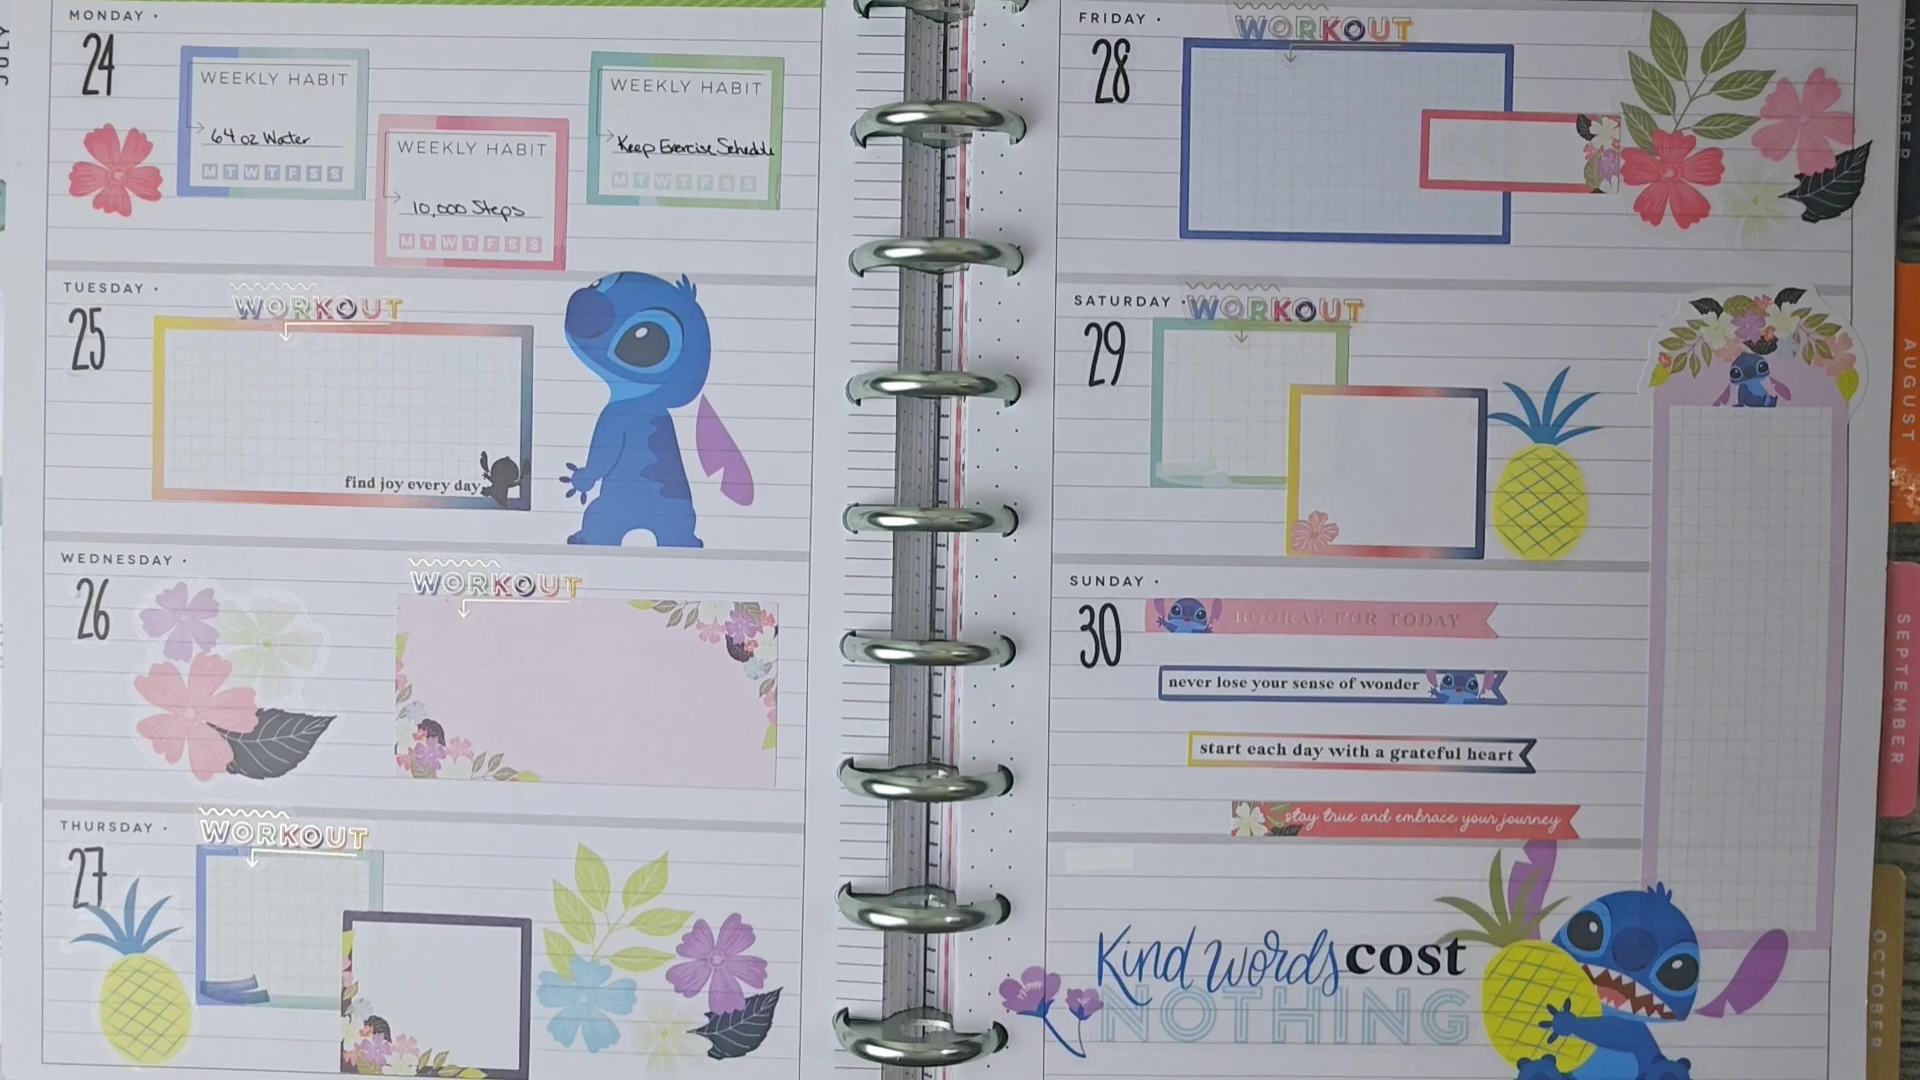 JULY
MONDAY
24
WEEKLY HABIT
64 oz Water
M T W T F S S
WEEKLY HABIT
10,000 Steps
M T W T F S S
WEEKLY HABIT
Keep Exercise Schedule
M T W T F S S
TUESDAY
25
WORKOUT
find joy every day
WEDNESDAY
26
WORKOUT
THURSDAY
27
WORKOUT
FRIDAY
28
WORKOUT
SATURDAY
29
WORKOUT
SUNDAY
30
HOORAY FOR TODAY
never lose your sense of wonder
start each day with a grateful heart
stay true and embrace your journey
Kind words cost
NOTHING
NOVEMBER
AUGUST
SEPTEMBER
OCTOBER